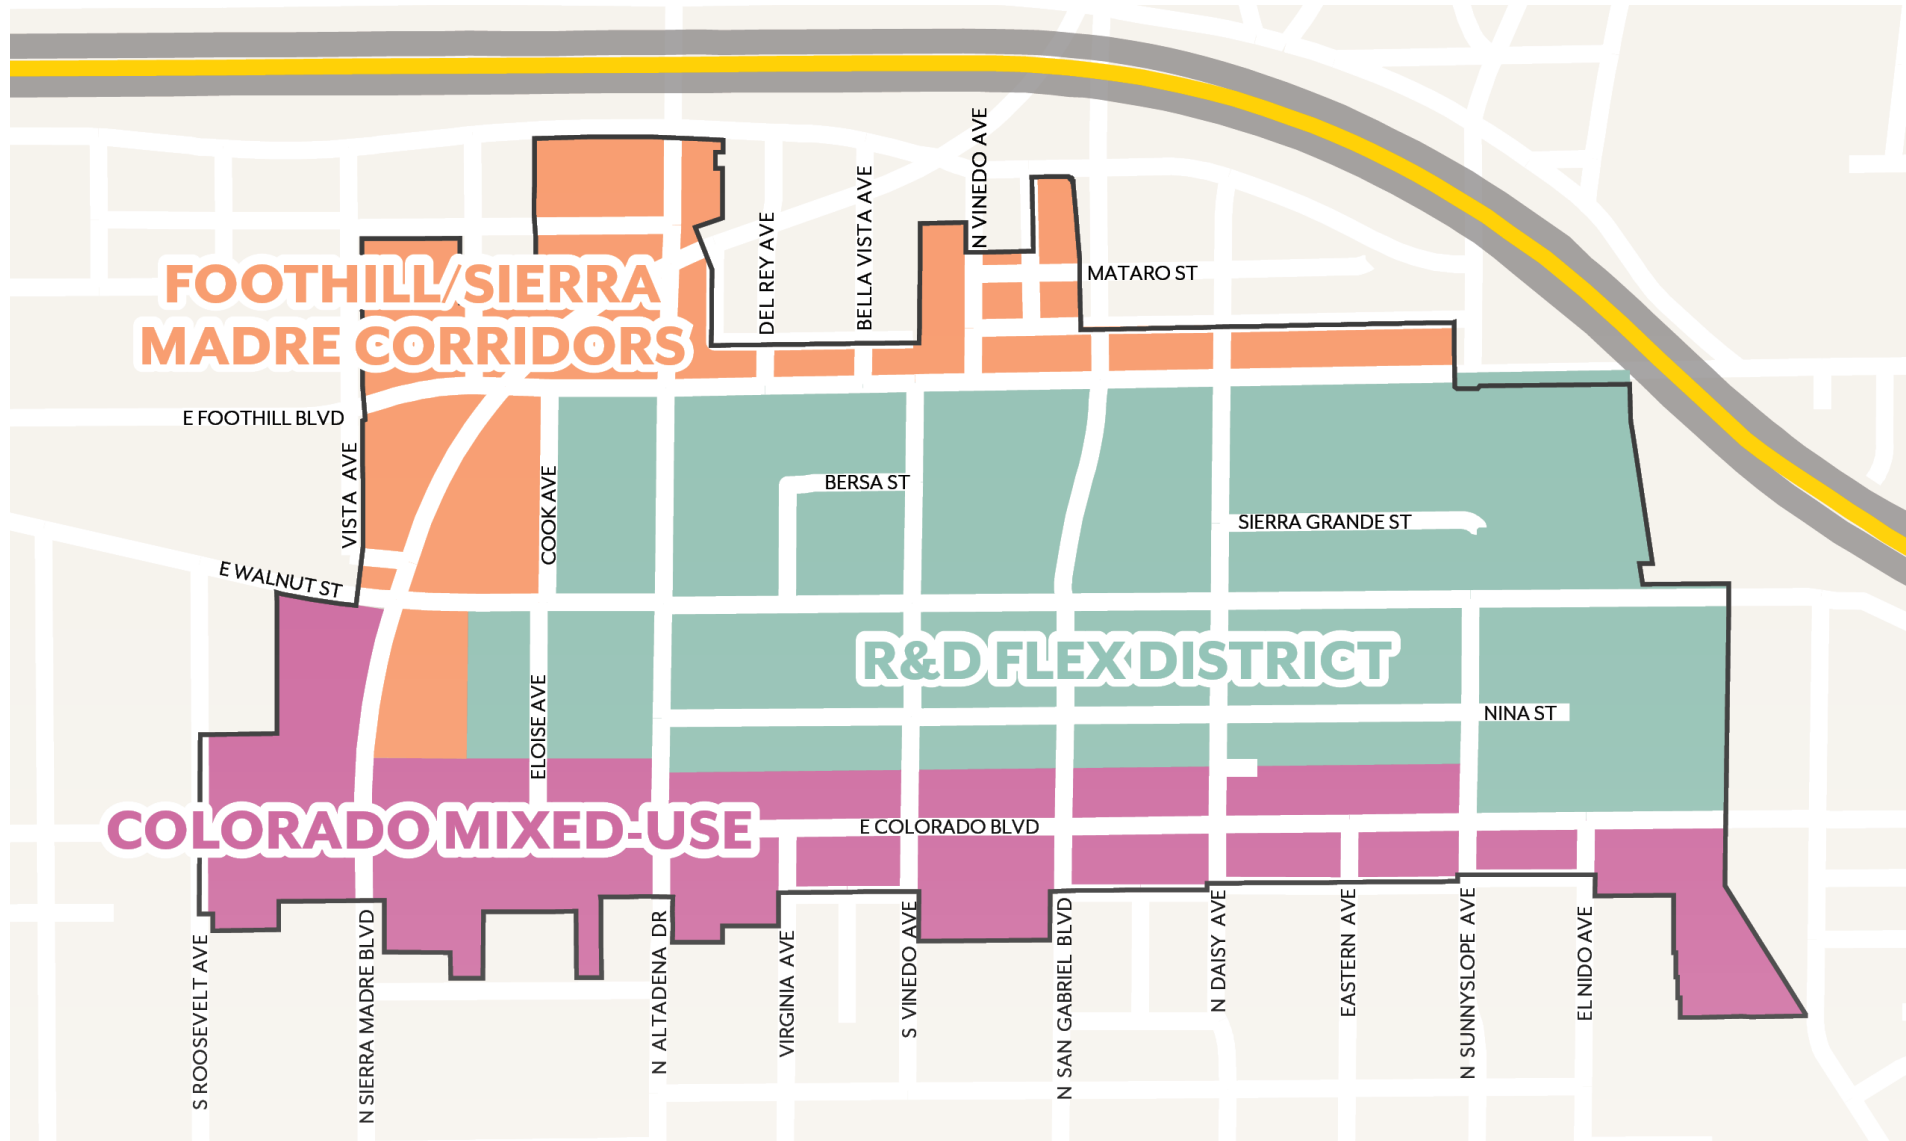 N VINEDO AVE
BELLA VISTA AVE
DEL REY AVE
MATARO ST
FOOTHILL/SIERRA
MADRE CORRIDORS
E FOOTHILL BLVD
VISTA AVE
COOK AVE
BERSA ST
SIERRA GRANDE ST
E WALNUT ST
R&D FLEX DISTRICT
ELOISE AVE
NINA ST
COLORADO MIXED-USE
E COLORADO BLVD
S ROOSEVELT AVE
N SIERRA MADRE BLVD
N ALTADENA DR
VIRGINIA AVE
S VINEDO AVE
N SAN GABRIEL BLVD
N DAISY AVE
EASTERN AVE
N SUNNYSLOPE AVE
EL NIDO AVE